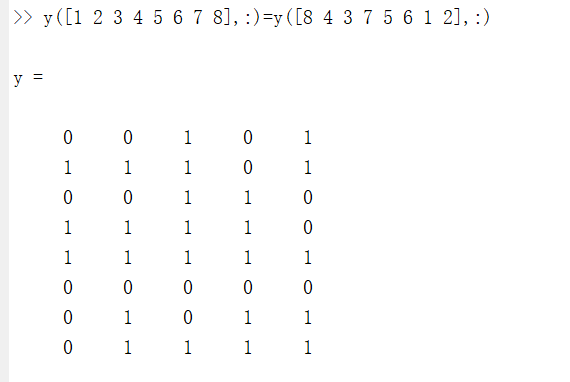 >> y([1 2 3 4 5 6 7 8],:)=y([8 4 3 7 5 6 1 2],:)
y =
0 0 1 0 1
1 1 1 0 1
0 0 1 1 0
1 1 1 1 0
1 1 1 1 1
0 0 0 0 0
0 1 0 1 1
0 1 1 1 1